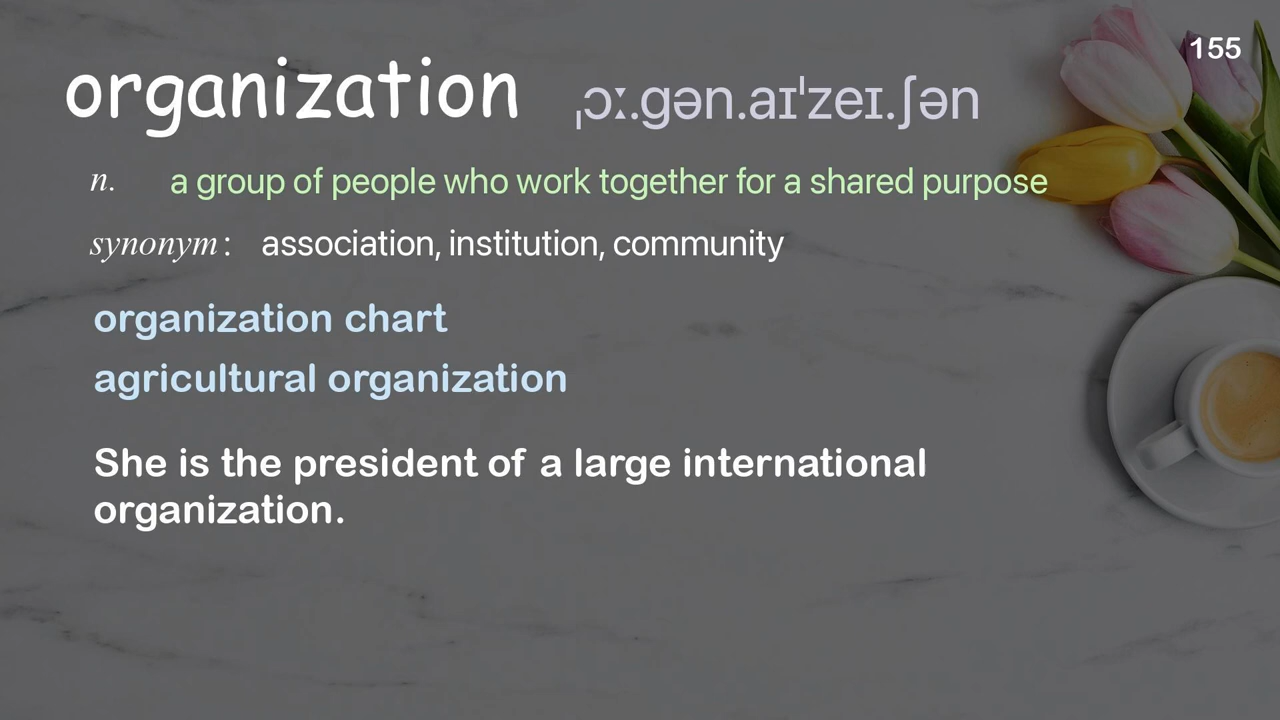 155
organization ˌɔː.ɡən.aɪˈzeɪ.ʃən
n. a group of people who work together for a shared purpose
synonym: association, institution, community
organization chart
agricultural organization
She is the president of a large international
organization.